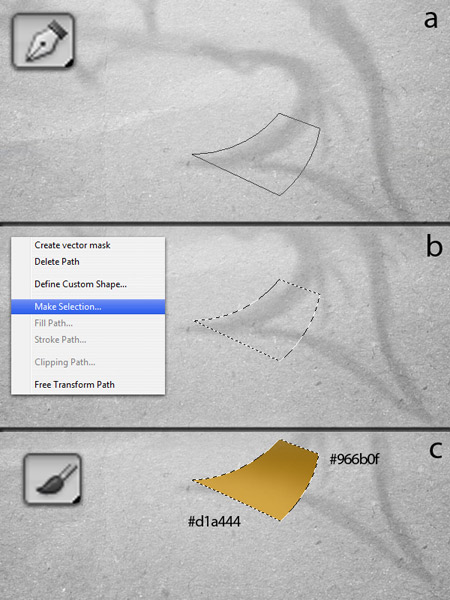 a
b
Create vector mask
Delete Path
Define Custom Shape...
Make Selection...
Fill Path...
Stroke Path...
Clipping Path...
Free Transform Path
c
#966b0f
#d1a444